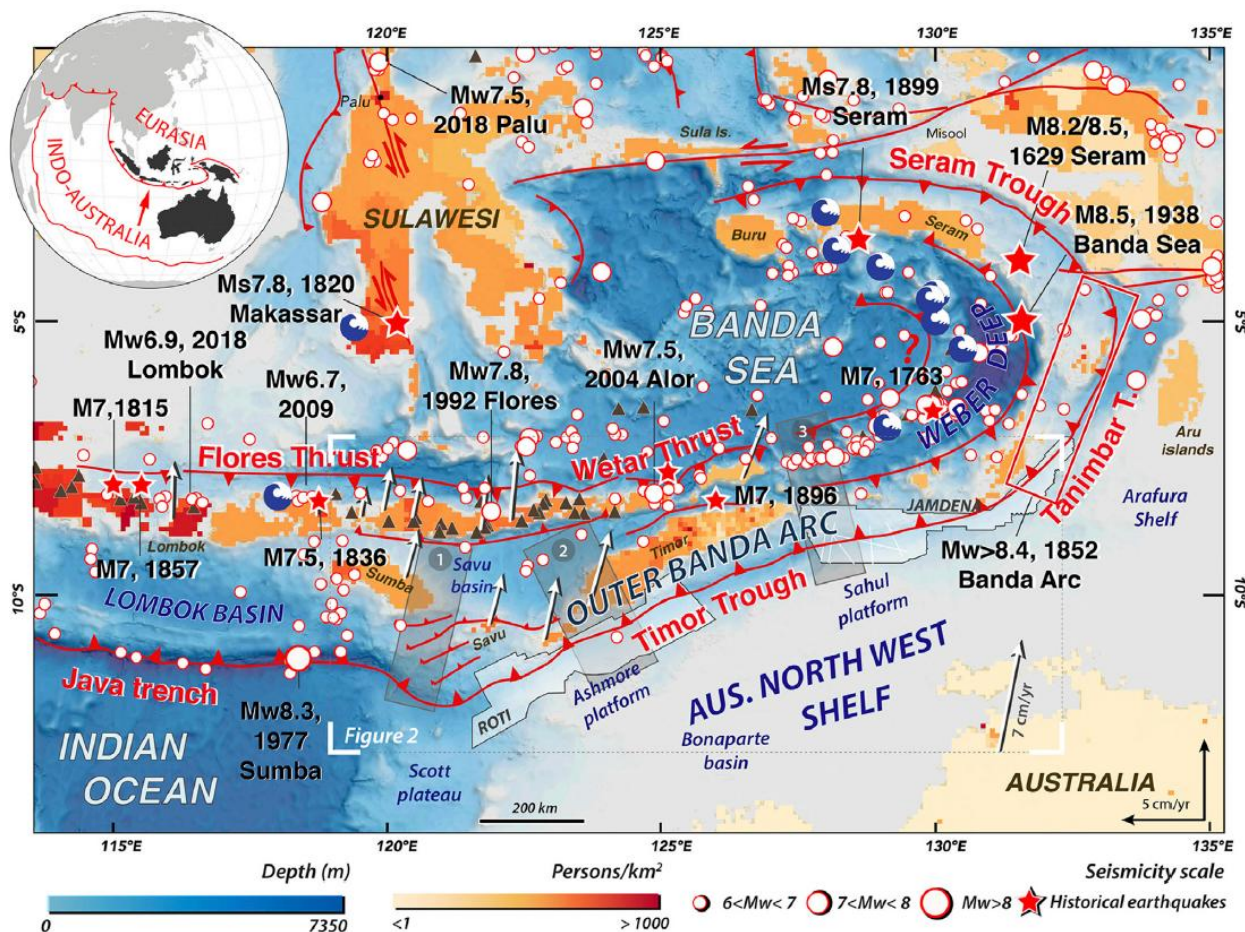 120°E
125°E
130°E
135°E
EURASIA
INDO-AUSTRALIA
Palu
Mw7.5,
2018 Palu
Sula Is.
Ms7.8, 1899
Seram
Misool
M8.2/8.5,
1629 Seram
Seram Trough
M8.5, 1938
Banda Sea
SULAWESI
Buru
Seram
Ms7.8, 1820
Makassar
5°S
BANDA
SEA
5°S
Mw6.9, 2018
Lombok
Mw6.7,
2009
Mw7.8,
1992 Flores
Mw7.5,
2004 Alor
?
M7, 1763
WEBER DEEP
M7,1815
Flores Thrust
Wetar Thrust
3
Tanimbar T.
Aru
islands
Arafura
Shelf
M7, 1896
JAMDENA
Lombok
M7, 1857
M7.5, 1836
Sumba
1
Savu
basin
2
Timor
OUTER BANDA ARC
Mw>8.4, 1852
Banda Arc
10°S
LOMBOK BASIN
Sahul
platform
10°S
Savu
Timor Trough
Java trench
Ashmore
platform
AUS. NORTH WEST
SHELF
7 cm/yr
ROTI
Mw8.3,
1977
Sumba
Figure 2
Bonaparte
basin
INDIAN
OCEAN
Scott
plateau
AUSTRALIA
200 km
5 cm/yr
115°E
120°E
125°E
130°E
135°E
Depth (m)
0
7350
Persons/km²
<1
> 1000
Seismicity scale
6<Mw< 7
7<Mw< 8
Mw>8
Historical earthquakes